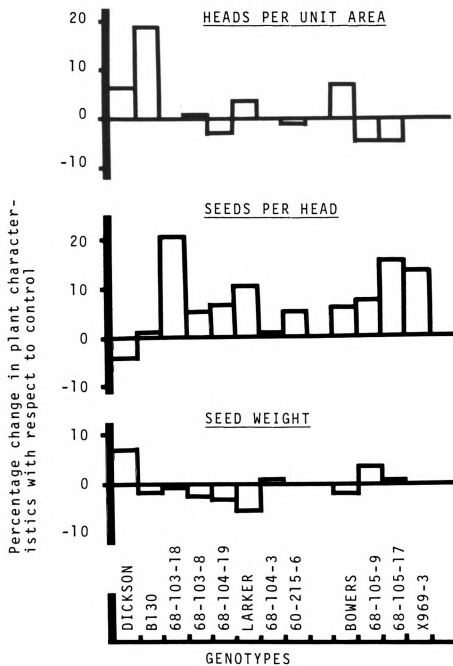 HEADS PER UNIT AREA
20
10
0
-10
SEEDS PER HEAD
20
10
0
-10
SEED WEIGHT
10
0
-10
Percentage change in plant character-
istics with respect to control
DICKSON
B130
68-103-18
68-103-8
68-104-19
LARKER
68-104-3
60-215-6
BOWERS
68-105-9
68-105-17
X969-3
GENOTYPES